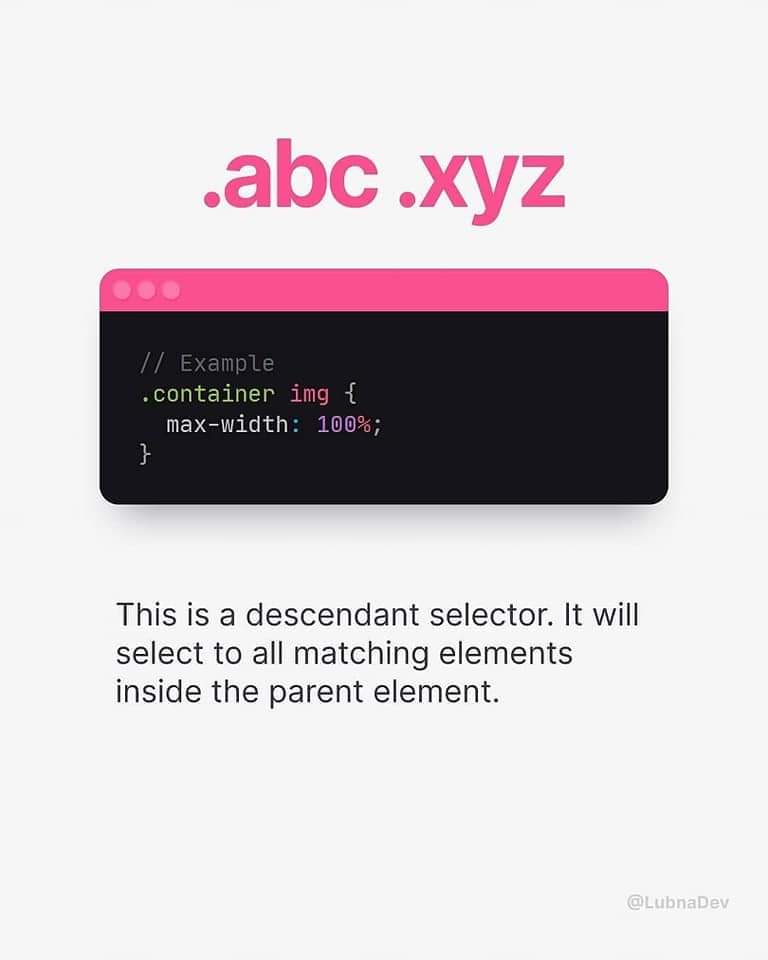 .abc .xyz
// Example
.container img {
  max-width: 100%;
}
This is a descendant selector. It will
select to all matching elements
inside the parent element.
@LubnaDev